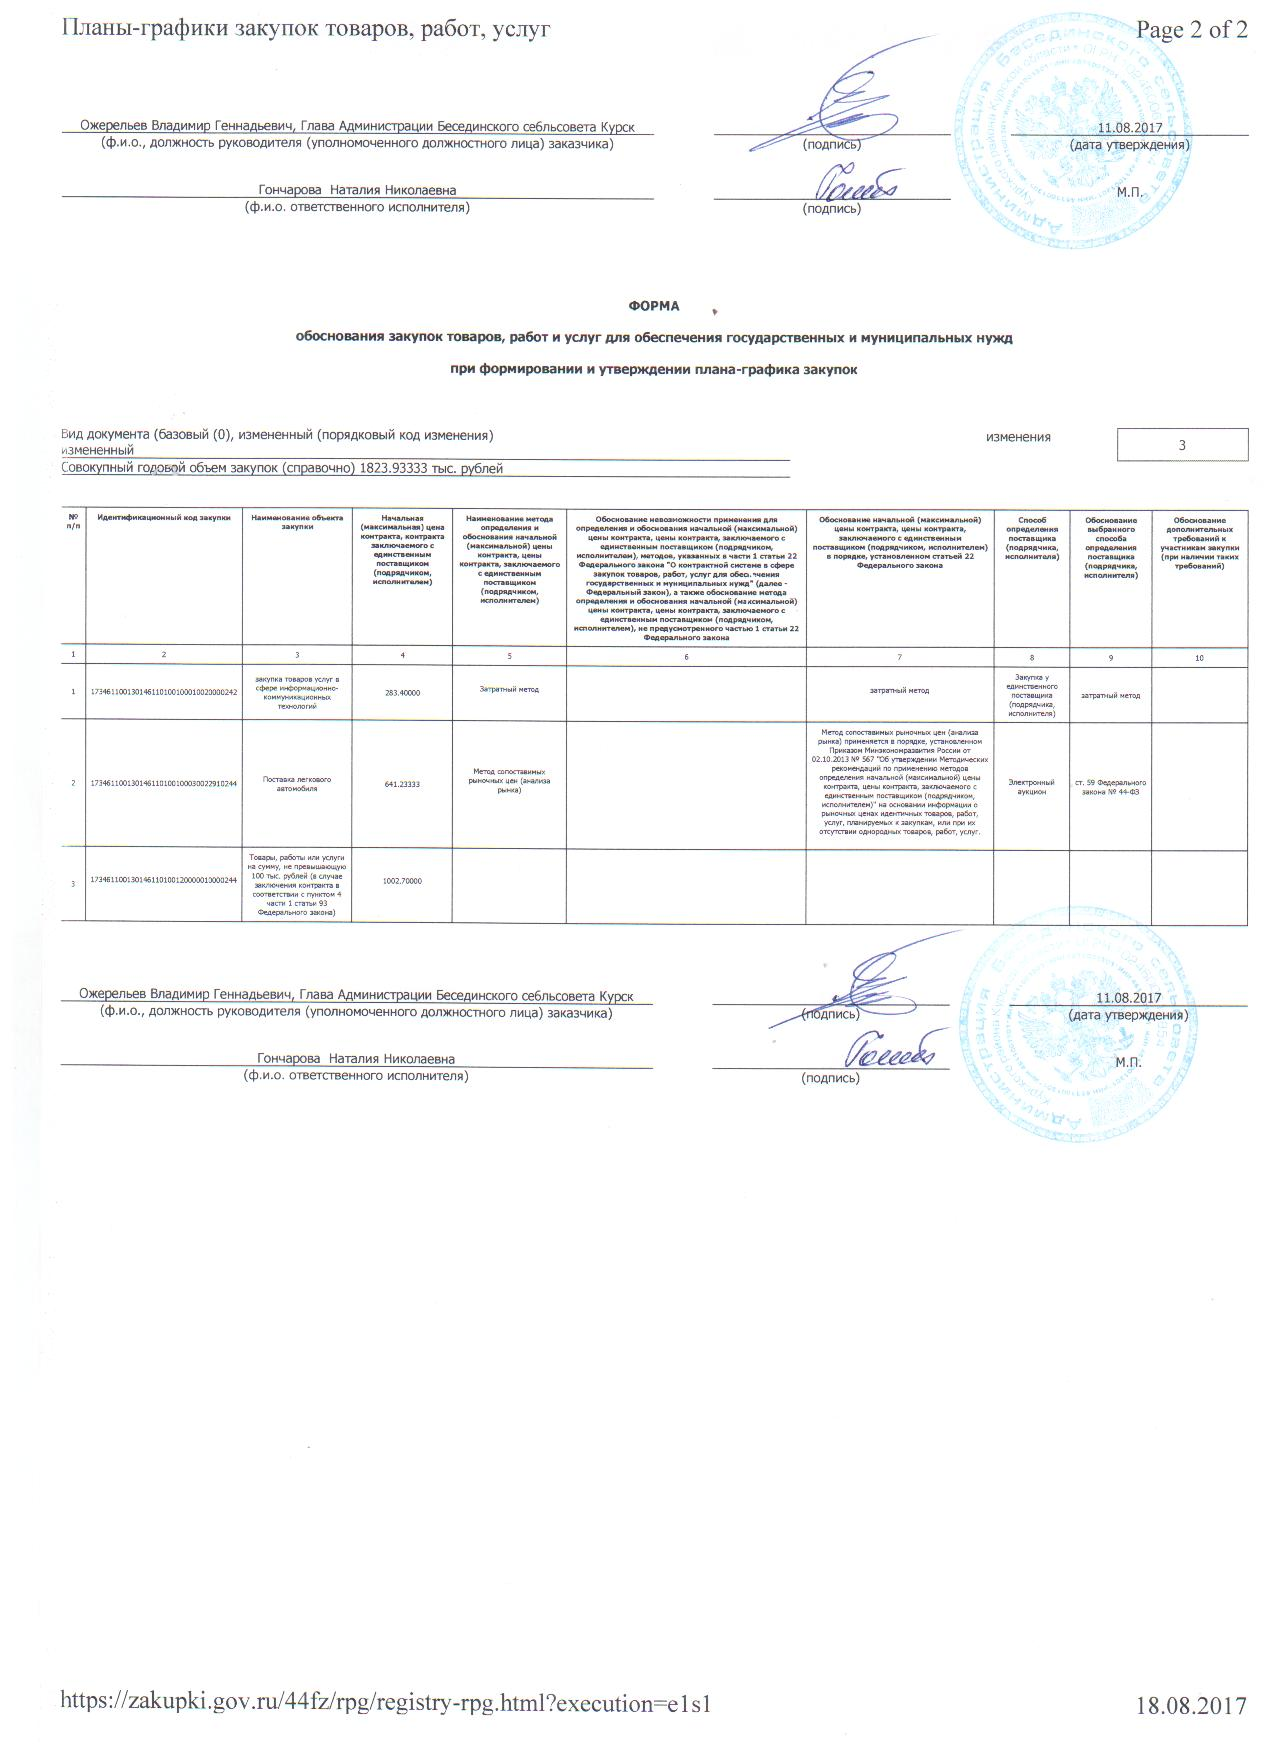 Планы-графики закупок товаров, работ, услуг
Page 2 of 2
Ожерельев Владимир Геннадьевич, Глава Администрации Бесединского себльсовета Курск
11.08.2017
(ф.и.о., должность руководителя (уполномоченного должностного лица) заказчика)
(подпись)
(дата утверждения)
Гончарова Наталия Николаевна
М.П.
(ф.и.о. ответственного исполнителя)
(подпись)
ФОРМА
обоснования закупок товаров, работ и услуг для обеспечения государственных и муниципальных нужд
при формировании и утверждении плана-графика закупок
Вид документа (базовый (0), измененный (порядковый код изменения)
измененный
изменения
3
Совокупный годовой объем закупок (справочно) 1823.93333 тыс. рублей
№
п/п
Идентификационный код закупки
Наименование объекта
закупки
Начальная
(максимальная) цена
контракта, контракта
заключаемого с
единственным
поставщиком
(подрядчиком,
исполнителем)
Наименование метода
определения и
обоснования начальной
(максимальной) цены
контракта, цены
контракта, заключаемого
с единственным
поставщиком
(подрядчиком,
исполнителем)
Обоснование невозможности применения для
определения и обоснования начальной (максимальной)
цены контракта, цены контракта, заключаемого с
единственным поставщиком (подрядчиком,
исполнителем), методов, указанных в части 1 статьи 22
Федерального закона "О контрактной системе в сфере
закупок товаров, работ, услуг для обес. чения
государственных и муниципальных нужд" (далее -
Федеральный закон), а также обоснование метода
определения и обоснования начальной (максимальной)
цены контракта, цены контракта, заключаемого с
единственным поставщиком (подрядчиком,
исполнителем), не предусмотренного частью 1 статьи 22
Федерального закона
Обоснование начальной (максимальной)
цены контракта, цены контракта,
заключаемого с единственным
поставщиком (подрядчиком, исполнителем)
в порядке, установленном статьей 22
Федерального закона
Способ
определения
поставщика
(подрядчика,
исполнителя)
Обоснование
выбранного
способа
определения
поставщика
(подрядчика,
исполнителя)
Обоснование
дополнительных
требований к
участникам закупки
(при наличии таких
требований)
1
2
3
4
5
6
7
8
9
10
1
173461100130146110100100010020000242
закупка товаров услуг в
сфере информационно-
коммуникационных
технологий
283.40000
Затратный метод
затратный метод
Закупка у
единственного
поставщика
(подрядчика,
исполнителя)
затратный метод
2
173461100130146110100100030022910244
Поставка легкового
автомобиля
641.23333
Метод сопоставимых
рыночных цен (анализа
рынка)
Метод сопоставимых рыночных цен (анализа
рынка) применяется в порядке, установленном
Приказом Минэкономразвития России от
02.10.2013 № 567 "Об утверждении Методических
рекомендаций по применению методов
определения начальной (максимальной) цены
контракта, цены контракта, заключаемого с
единственным поставщиком (подрядчиком,
исполнителем)" на основании информации о
рыночных ценах идентичных товаров, работ,
услуг, планируемых к закупкам, или при их
отсутствии однородных товаров, работ, услуг.
Электронный
аукцион
ст. 59 Федерального
закона № 44-ФЗ
3
173461100130146110100120000010000244
Товары, работы или услуги
на сумму, не превышающую
100 тыс. рублей (в случае
заключения контракта в
соответствии с пунктом 4
части 1 статьи 93
Федерального закона)
1002.70000
Ожерельев Владимир Геннадьевич, Глава Администрации Бесединского себльсовета Курск
11.08.2017
(ф.и.о., должность руководителя (уполномоченного должностного лица) заказчика)
(подпись)
(дата утверждения)
Гончарова Наталия Николаевна
М.П.
(ф.и.о. ответственного исполнителя)
(подпись)
https://zakupki.gov.ru/44fz/rpg/registry-rpg.html?execution=e1s1
18.08.2017